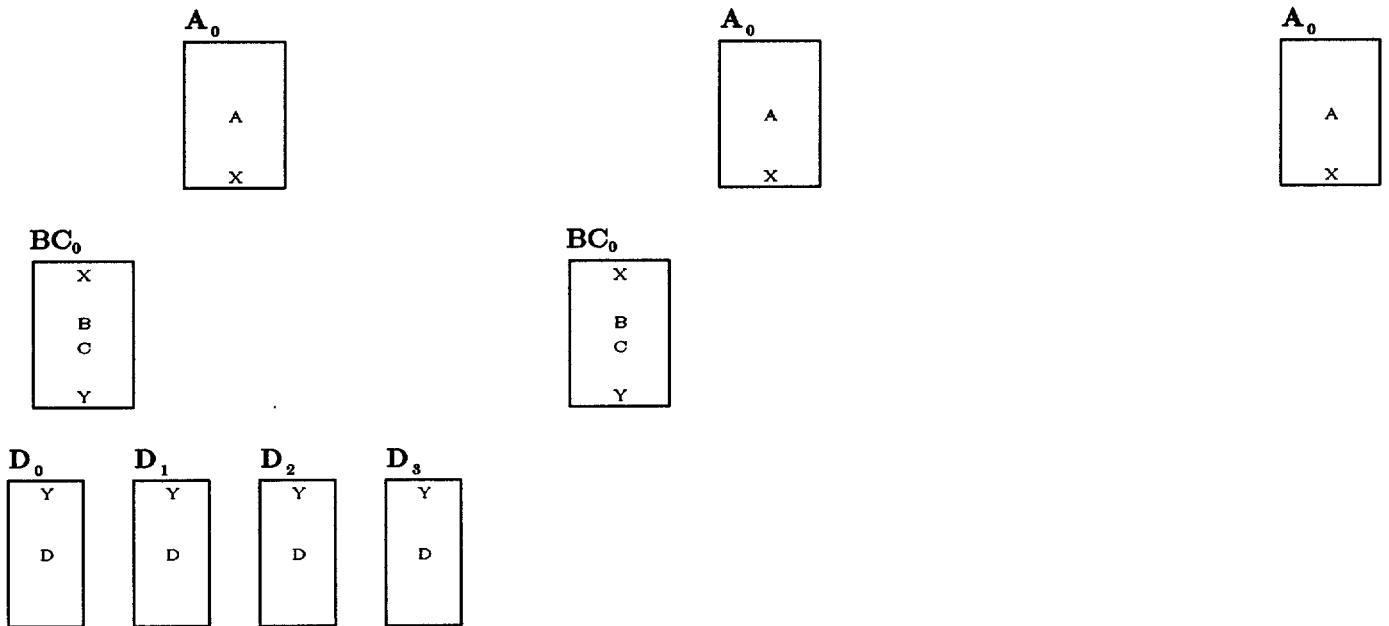 A₀ A₀ A₀
A A A
X X X
BC₀ BC₀
X X
B B
C C
Y Y
D₀ D₁ D₂ D₃
Y Y Y Y
D D D D